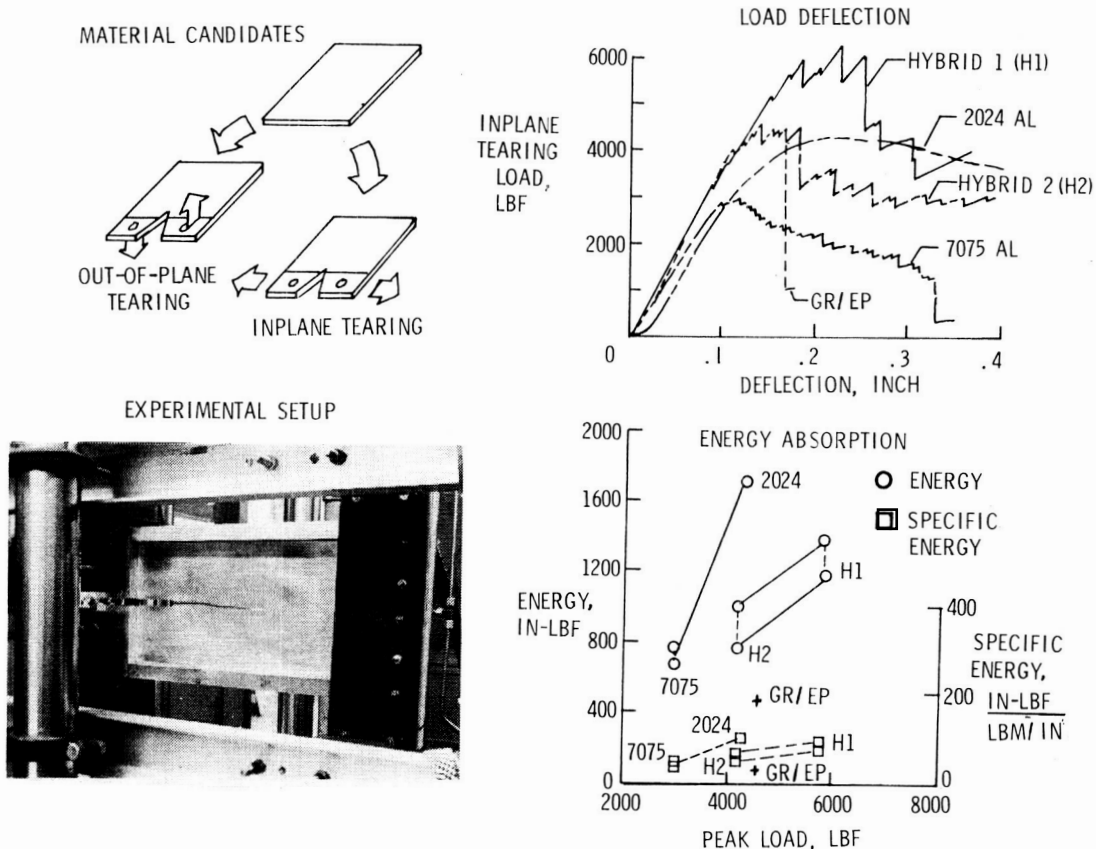 MATERIAL CANDIDATES
OUT-OF-PLANE
TEARING
INPLANE TEARING
LOAD DEFLECTION
INPLANE
TEARING
LOAD,
LBF
6000
4000
2000
0
.1
.2
.3
.4
DEFLECTION, INCH
HYBRID 1 (H1)
2024 AL
HYBRID 2 (H2)
7075 AL
GR/EP
EXPERIMENTAL SETUP
ENERGY ABSORPTION
ENERGY,
IN-LBF
2000
1600
1200
800
400
0
2000
4000
6000
8000
PEAK LOAD, LBF
2024
H1
H2
7075
GR/EP
2024
7075
H1
H2
GR/EP
ENERGY
SPECIFIC
ENERGY
400
200
0
SPECIFIC
ENERGY,
IN-LBF
LBM/IN